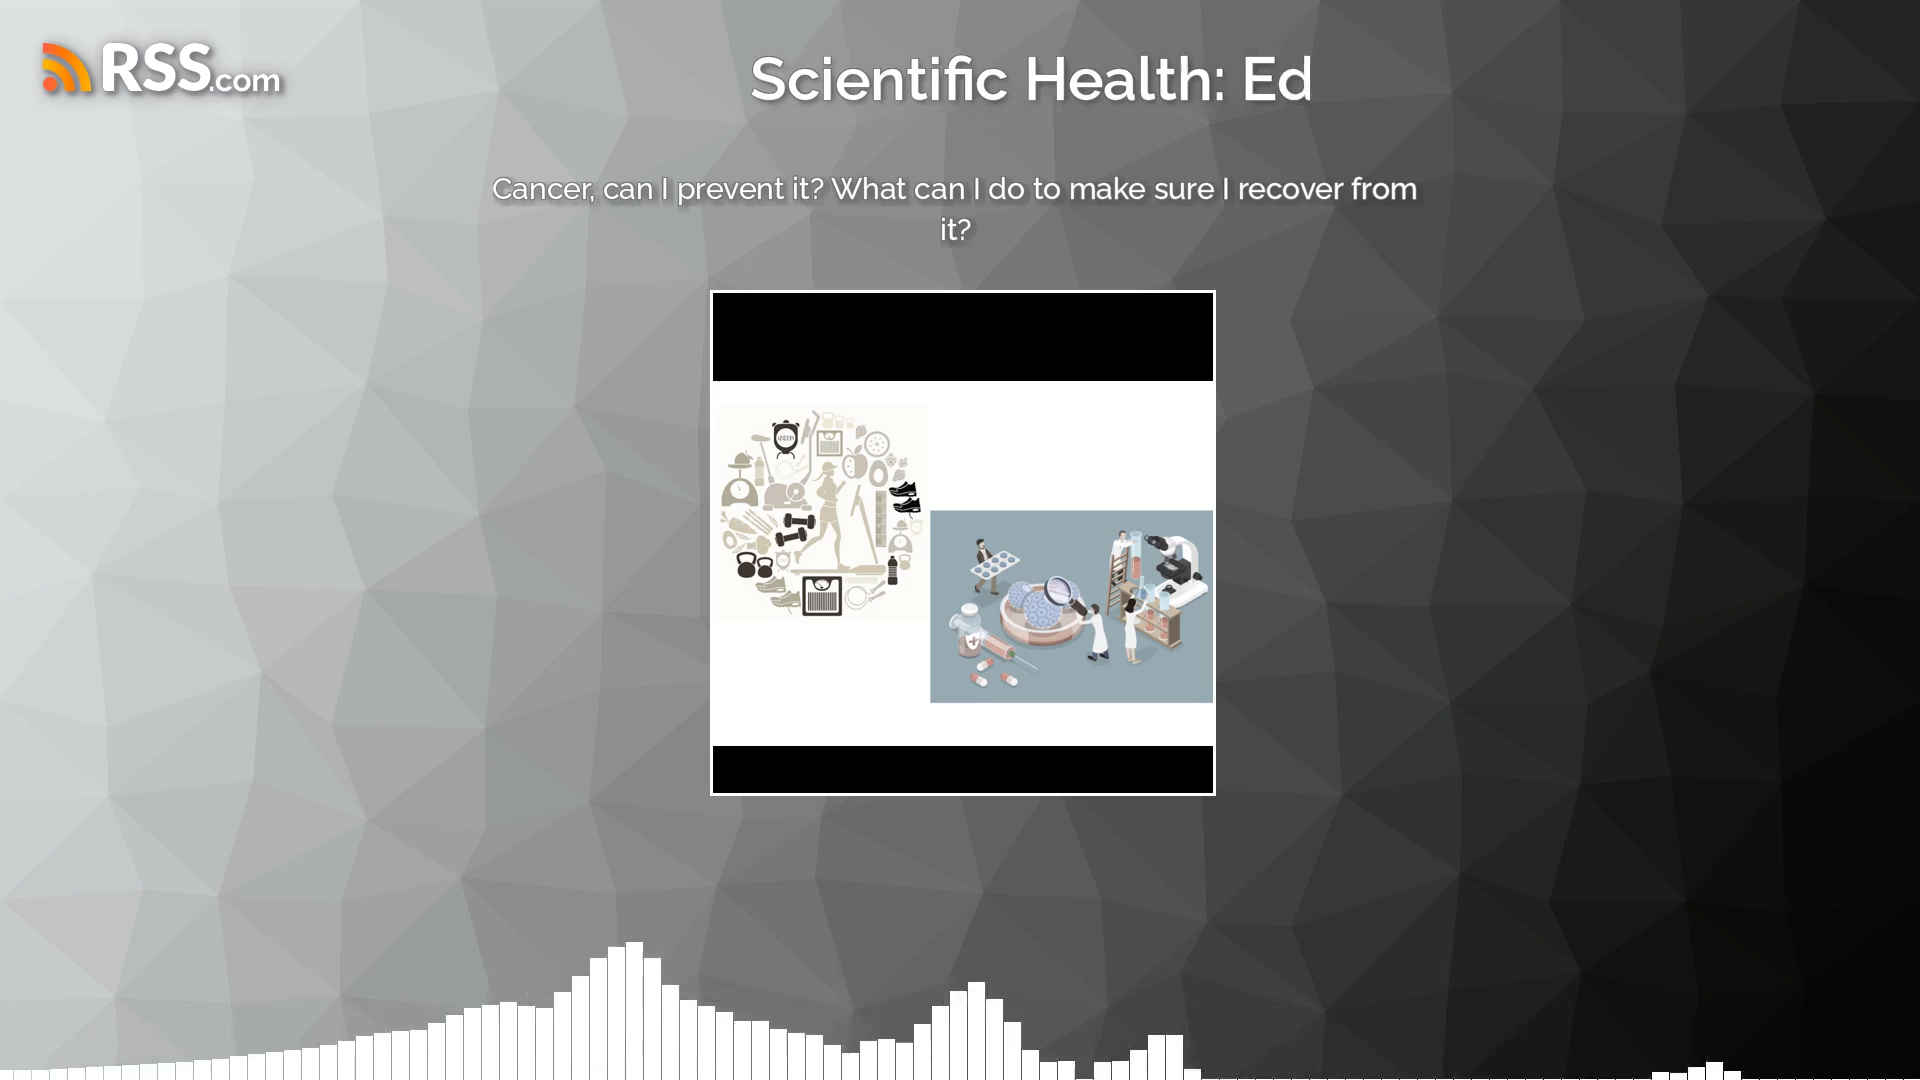 RSS.com
Scientific Health: Ed
Cancer, can I prevent it? What can I do to make sure I recover from
it?